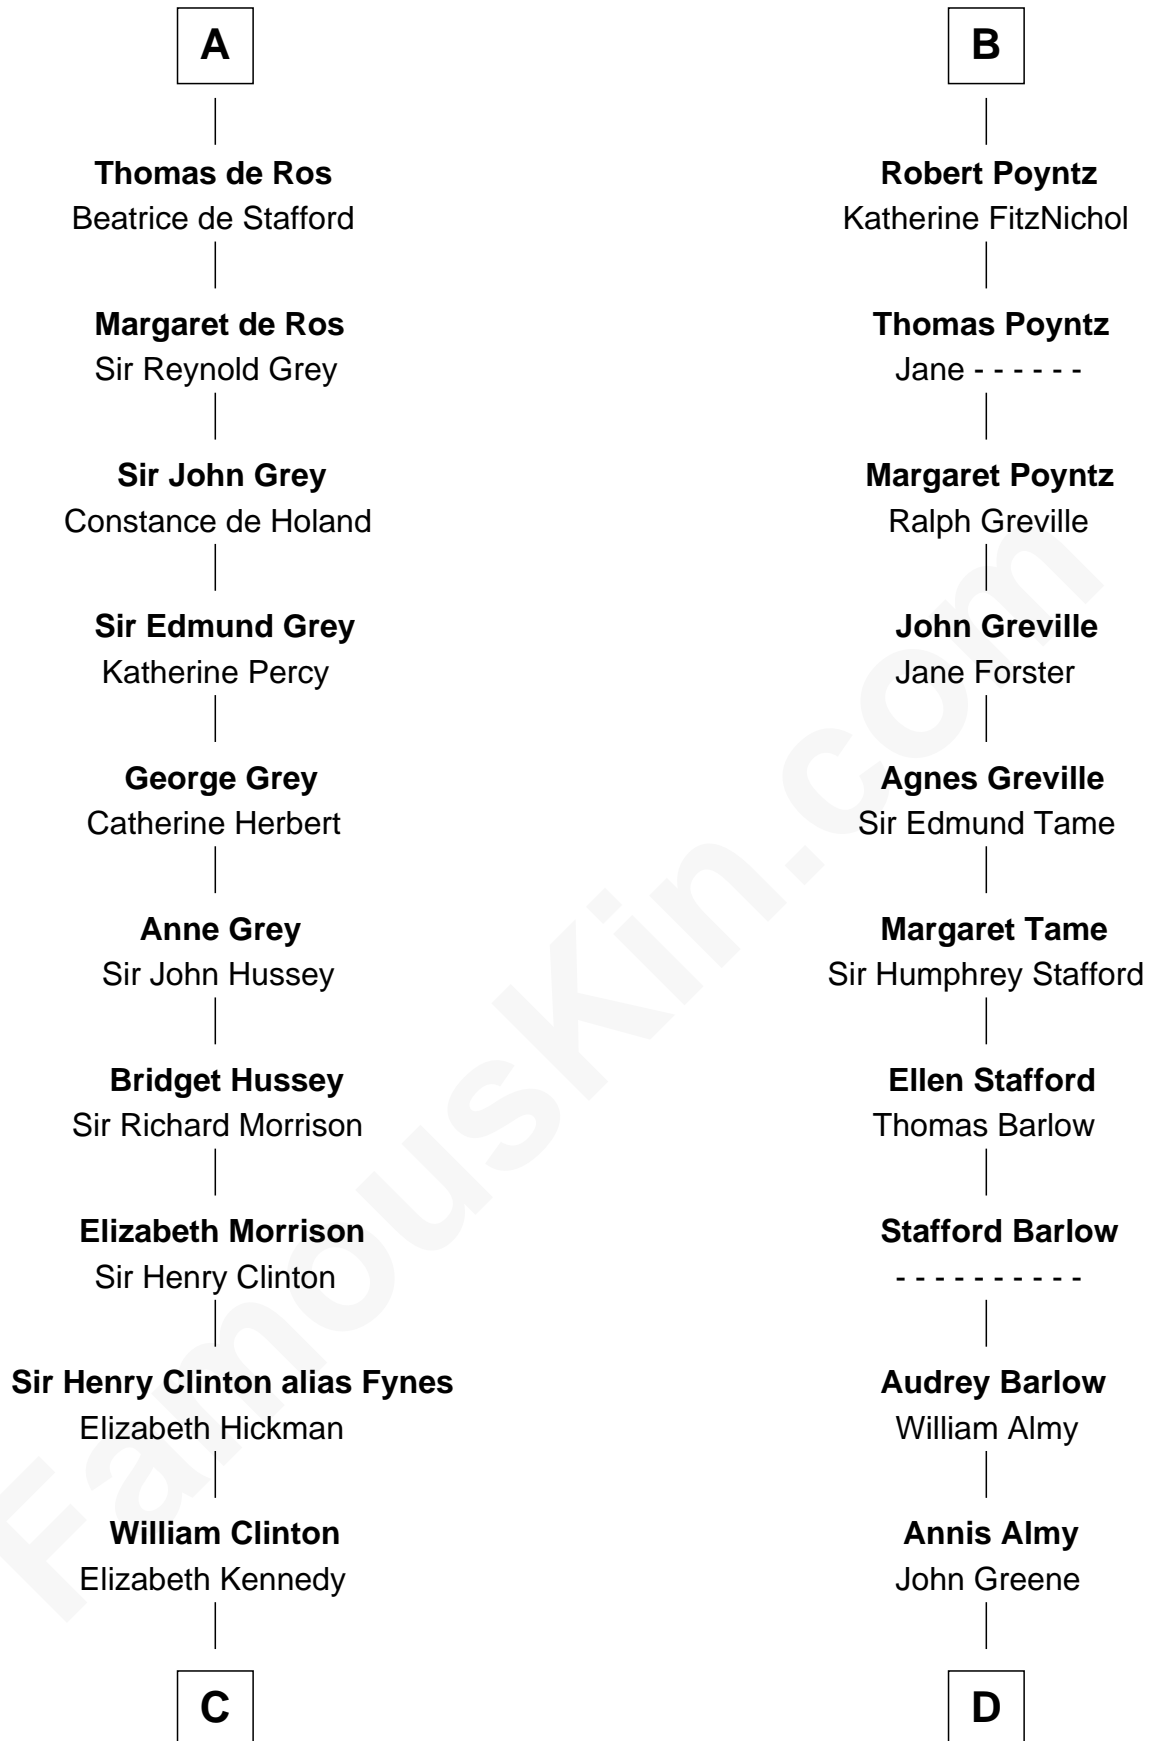 A
Thomas de Ros
Beatrice de Stafford
Margaret de Ros
Sir Reynold Grey
Sir John Grey
Constance de Holand
Sir Edmund Grey
Katherine Percy
George Grey
Catherine Herbert
Anne Grey
Sir John Hussey
Bridget Hussey
Sir Richard Morrison
Elizabeth Morrison
Sir Henry Clinton
Sir Henry Clinton alias Fynes
Elizabeth Hickman
William Clinton
Elizabeth Kennedy
C
B
Robert Poyntz
Katherine FitzNichol
Thomas Poyntz
Jane - - - - - -
Margaret Poyntz
Ralph Greville
John Greville
Jane Forster
Agnes Greville
Sir Edmund Tame
Margaret Tame
Sir Humphrey Stafford
Ellen Stafford
Thomas Barlow
Stafford Barlow
- - - - - - - - - -
Audrey Barlow
William Almy
Annis Almy
John Greene
D
FamousKin.com